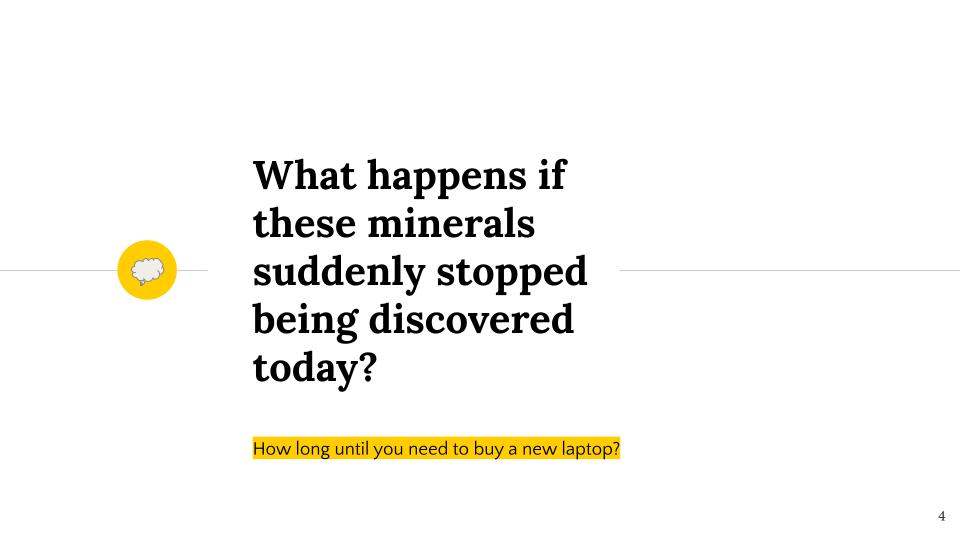 What happens if
these minerals
suddenly stopped
being discovered
today?
How long until you need to buy a new laptop?
4